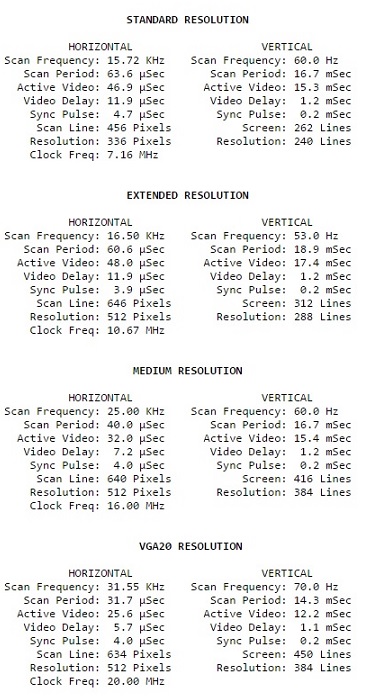 STANDARD RESOLUTION
HORIZONTAL VERTICAL
Scan Frequency: 15.72 KHz Scan Frequency: 60.0 Hz
Scan Period: 63.6 µSec Scan Period: 16.7 mSec
Active Video: 46.9 µSec Active Video: 15.3 mSec
Video Delay: 11.9 µSec Video Delay: 1.2 mSec
Sync Pulse: 4.7 µSec Sync Pulse: 0.2 mSec
Scan Line: 456 Pixels Screen: 262 Lines
Resolution: 336 Pixels Resolution: 240 Lines
Clock Freq: 7.16 MHz
EXTENDED RESOLUTION
HORIZONTAL VERTICAL
Scan Frequency: 16.50 KHz Scan Frequency: 53.0 Hz
Scan Period: 60.6 µSec Scan Period: 18.9 mSec
Active Video: 48.0 µSec Active Video: 17.4 mSec
Video Delay: 11.9 µSec Video Delay: 1.2 mSec
Sync Pulse: 3.9 µSec Sync Pulse: 0.2 mSec
Scan Line: 646 Pixels Screen: 312 Lines
Resolution: 512 Pixels Resolution: 288 Lines
Clock Freq: 10.67 MHz
MEDIUM RESOLUTION
HORIZONTAL VERTICAL
Scan Frequency: 25.00 KHz Scan Frequency: 60.0 Hz
Scan Period: 40.0 µSec Scan Period: 16.7 mSec
Active Video: 32.0 µSec Active Video: 15.4 mSec
Video Delay: 7.2 µSec Video Delay: 1.2 mSec
Sync Pulse: 4.0 µSec Sync Pulse: 0.2 mSec
Scan Line: 640 Pixels Screen: 416 Lines
Resolution: 512 Pixels Resolution: 384 Lines
Clock Freq: 16.00 MHz
VGA20 RESOLUTION
HORIZONTAL VERTICAL
Scan Frequency: 31.55 KHz Scan Frequency: 70.0 Hz
Scan Period: 31.7 µSec Scan Period: 14.3 mSec
Active Video: 25.6 µSec Active Video: 12.2 mSec
Video Delay: 5.7 µSec Video Delay: 1.1 mSec
Sync Pulse: 4.0 µSec Sync Pulse: 0.2 mSec
Scan Line: 634 Pixels Screen: 450 Lines
Resolution: 512 Pixels Resolution: 384 Lines
Clock Freq: 20.00 MHz